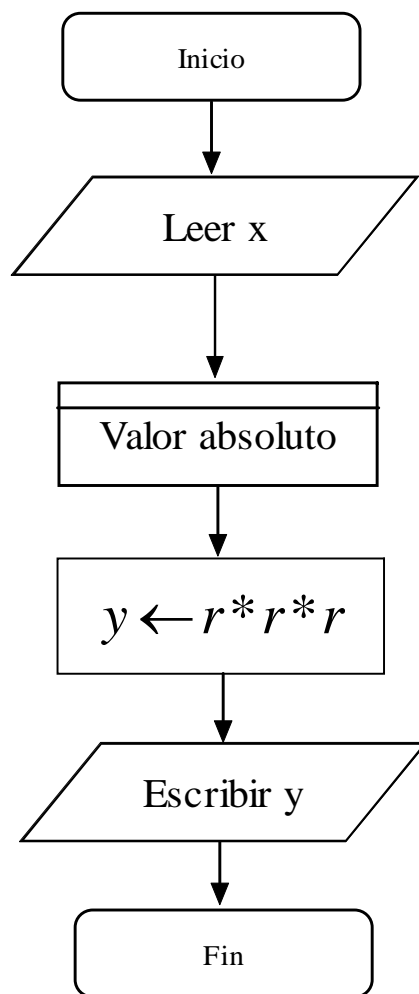 Inicio
Leer x
Valor absoluto
y ← r * r * r
Escribir y
Fin